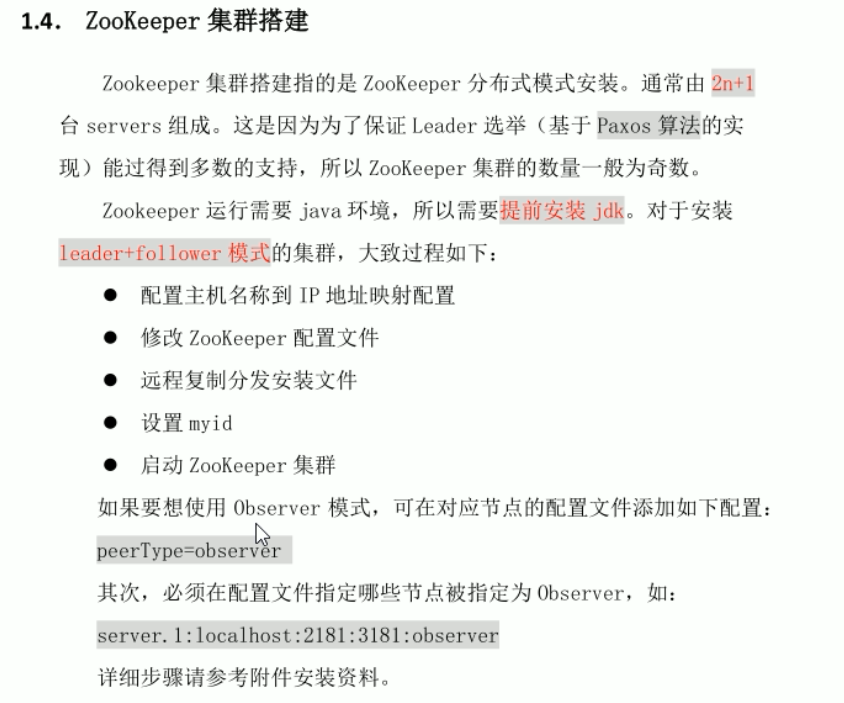 1.4. ZooKeeper 集群搭建
Zookeeper 集群搭建指的是 ZooKeeper 分布式模式安装。通常由 2n+1
台 servers 组成。这是因为为了保证 Leader 选举（基于 Paxos 算法的实
现）能过得到多数的支持，所以 ZooKeeper 集群的数量一般为奇数。
Zookeeper 运行需要 java 环境，所以需要提前安装 jdk。对于安装
leader+follower 模式的集群，大致过程如下：
● 配置主机名称到 IP 地址映射配置
● 修改 ZooKeeper 配置文件
● 远程复制分发安装文件
● 设置 myid
● 启动 ZooKeeper 集群
如果要想使用 Observer 模式，可在对应节点的配置文件添加如下配置：
peerType=observer
其次，必须在配置文件指定哪些节点被指定为 Observer，如：
server.1:localhost:2181:3181:observer
详细步骤请参考附件安装资料。